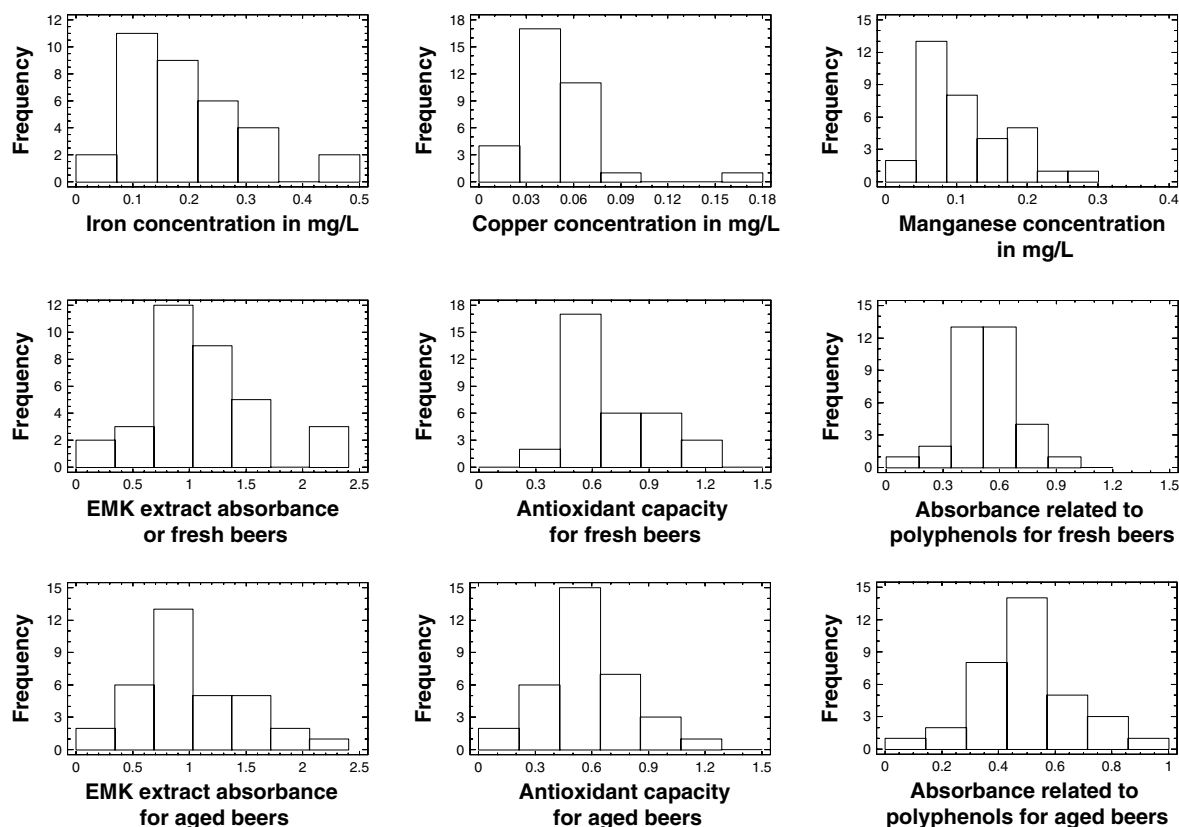 12
10
8
6
4
2
0
Frequency
0 0.1 0.2 0.3 0.4 0.5
Iron concentration in mg/L
18
15
12
9
6
3
0
Frequency
0 0.03 0.06 0.09 0.12 0.15 0.18
Copper concentration in mg/L
15
12
9
6
3
0
Frequency
0 0.1 0.2 0.3 0.4
Manganese concentration
in mg/L
12
10
8
6
4
2
0
Frequency
0 0.5 1 1.5 2 2.5
EMK extract absorbance
or fresh beers
18
15
12
9
6
3
0
Frequency
0 0.3 0.6 0.9 1.2 1.5
Antioxidant capacity
for fresh beers
15
12
9
6
3
0
Frequency
0 0.3 0.6 0.9 1.2 1.5
Absorbance related to
polyphenols for fresh beers
15
12
9
6
3
0
Frequency
0 0.5 1 1.5 2 2.5
EMK extract absorbance
for aged beers
15
12
9
6
3
0
Frequency
0 0.3 0.6 0.9 1.2 1.5
Antioxidant capacity
for aged beers
15
12
9
6
3
0
Frequency
0 0.2 0.4 0.6 0.8 1
Absorbance related to
polyphenols for aged beers